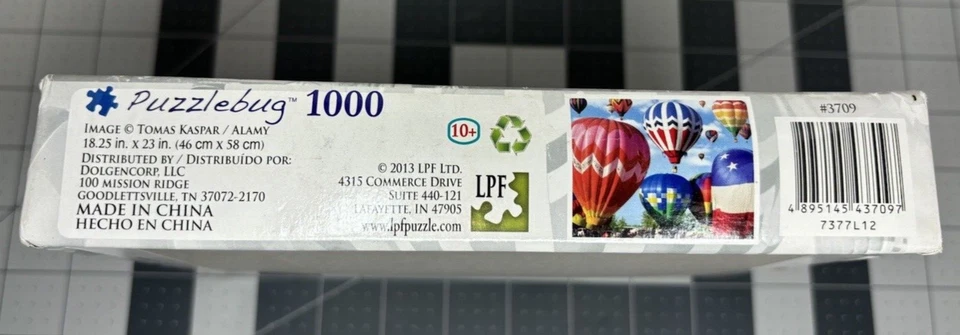 Puzzlebug™ 1000
IMAGE © TOMAS KASPAR / ALAMY
18.25 in. x 23 in. (46 cm x 58 cm)
DISTRIBUTED BY / DISTRIBUÍDO POR:
DOLGENCORP, LLC
100 MISSION RIDGE
GOODLETTSVILLE, TN 37072-2170
MADE IN CHINA
HECHO EN CHINA
10+
© 2013 LPF LTD.
4315 COMMERCE DRIVE
SUITE 440-121
LAFAYETTE, IN 47905
www.lpfpuzzle.com
LPF
#3709
4 895145 437097
7377L12